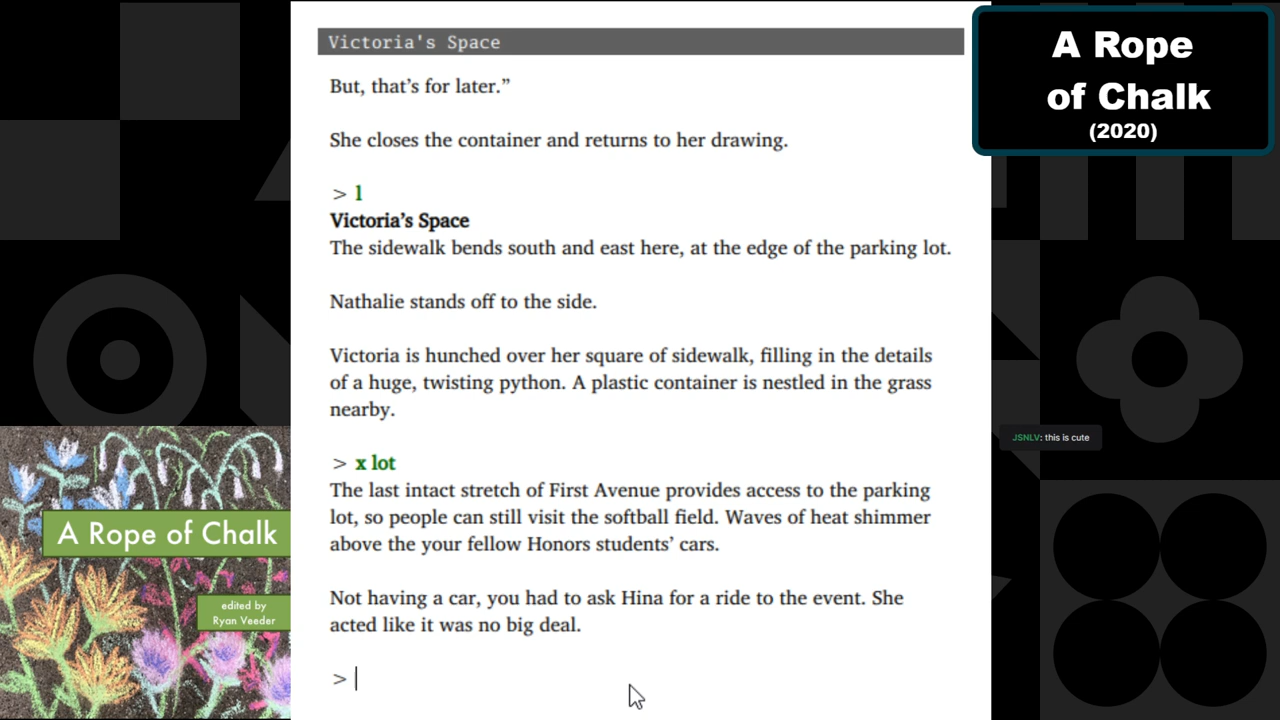 Victoria's Space
But, that’s for later.”
She closes the container and returns to her drawing.
> l
Victoria’s Space
The sidewalk bends south and east here, at the edge of the parking lot.
Nathalie stands off to the side.
Victoria is hunched over her square of sidewalk, filling in the details
of a huge, twisting python. A plastic container is nestled in the grass
nearby.
> x lot
The last intact stretch of First Avenue provides access to the parking
lot, so people can still visit the softball field. Waves of heat shimmer
above the your fellow Honors students’ cars.
Not having a car, you had to ask Hina for a ride to the event. She
acted like it was no big deal.
>
A Rope
of Chalk
(2020)
JSNLV: this is cute
A Rope of Chalk
edited by
Ryan Veeder